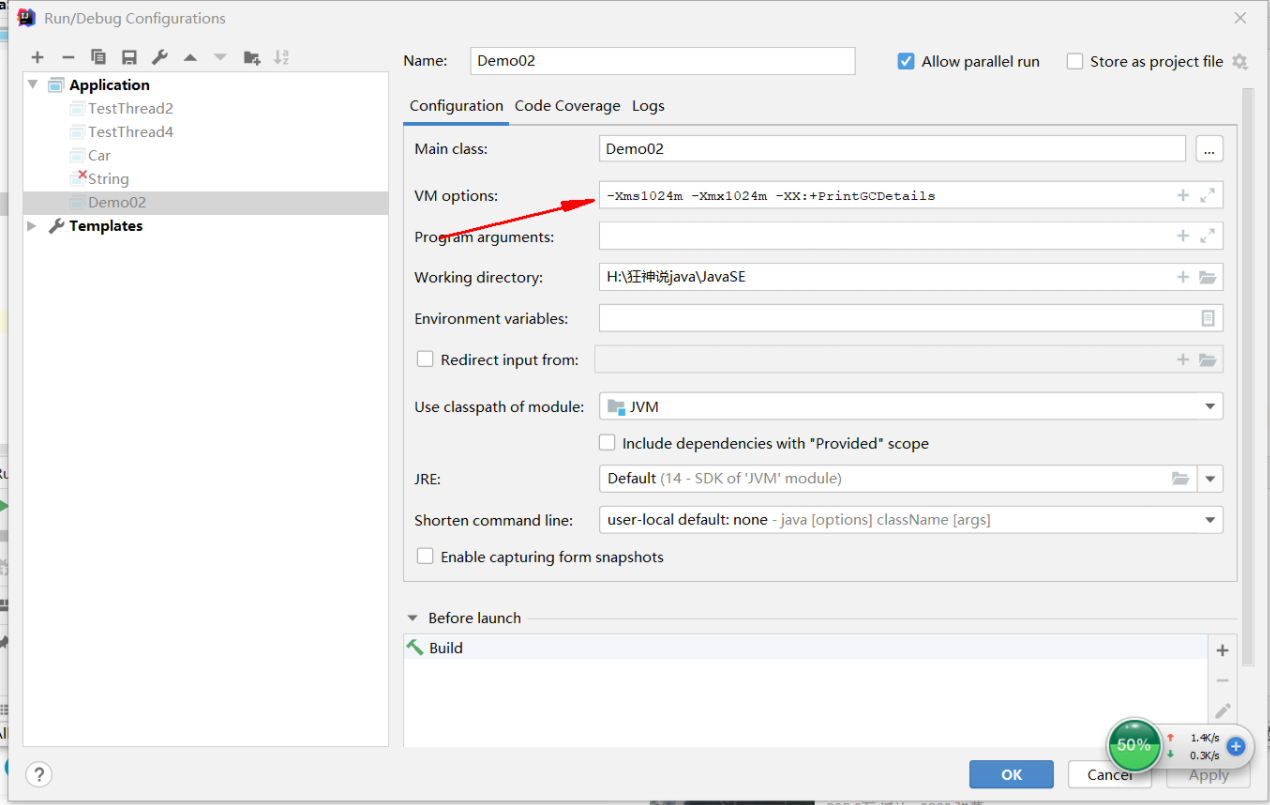 Run/Debug Configurations
Name: Demo02 Allow parallel run Store as project file
Application
TestThread2
TestThread4
Car
String
Demo02
Templates
Configuration Code Coverage Logs
Main class: Demo02 ...
VM options: -Xms1024m -Xmx1024m -XX:+PrintGCDetails
Program arguments:
Working directory: H:\狂神说java\JavaSE
Environment variables:
Redirect input from:
Use classpath of module: JVM
Include dependencies with "Provided" scope
JRE: Default (14 - SDK of 'JVM' module)
Shorten command line: user-local default: none - java [options] className [args]
Enable capturing form snapshots
Before launch
Build
50% 1.4K/s
0.3K/s
? OK Cancel Apply